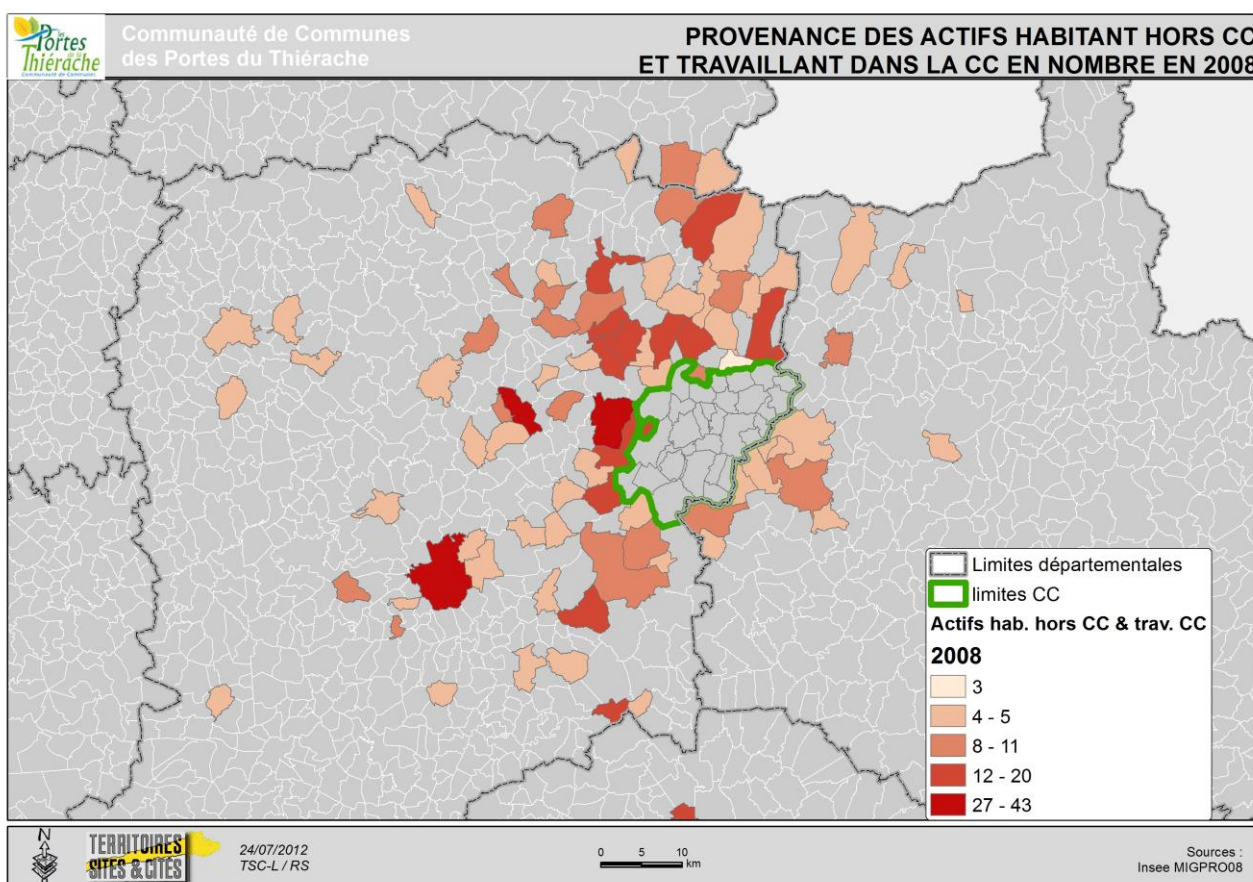 Portes
de la
Thiérache
Communauté de Communes
Communauté de Communes
des Portes du Thiérache
PROVENANCE DES ACTIFS HABITANT HORS CC
ET TRAVAILLANT DANS LA CC EN NOMBRE EN 2008
Limites départementales
limites CC
Actifs hab. hors CC & trav. CC
2008
3
4 - 5
8 - 11
12 - 20
27 - 43
N
TERRITOIRES
SITES & CITÉS
24/07/2012
TSC-L / RS
0 5 10
km
Sources :
Insee MIGPRO08